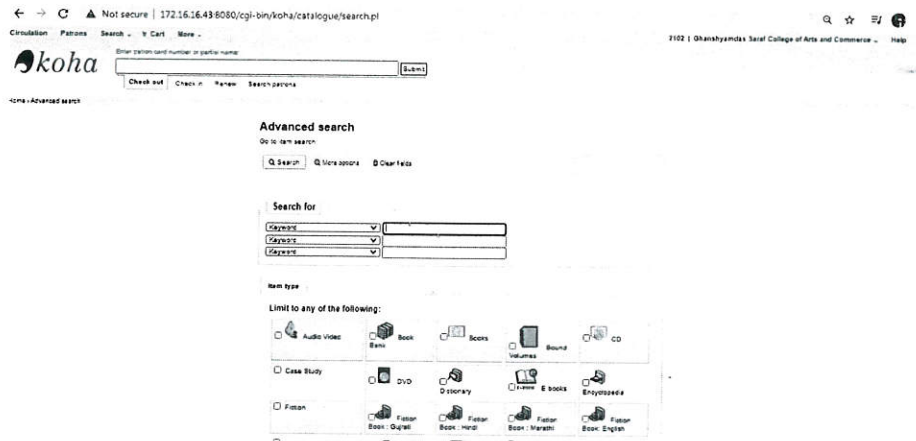 Not secure | 172.16.16.43:8080/cgi-bin/koha/catalogue/search.pl
Circulation Patrons Search Cart More
2102 | Ghanshyamdas Saraf College of Arts and Commerce Help
koha
Enter patron card number or partial name:
Submit
Check out Check in Renew Search patrons
Home › Advanced search
Advanced search
Go to item search
Search More options Clear fields
Search for
Keyword
Keyword
Keyword
Item type
Limit to any of the following:
Audio Video
Book Bank
Books
Bound Volumes
CD
Case Study
DVD
Dictionary
E books
Encyclopedia
Fiction
Fiction Book : Gujrati
Fiction Book : Hindi
Fiction Book : Marathi
Fiction Book: English